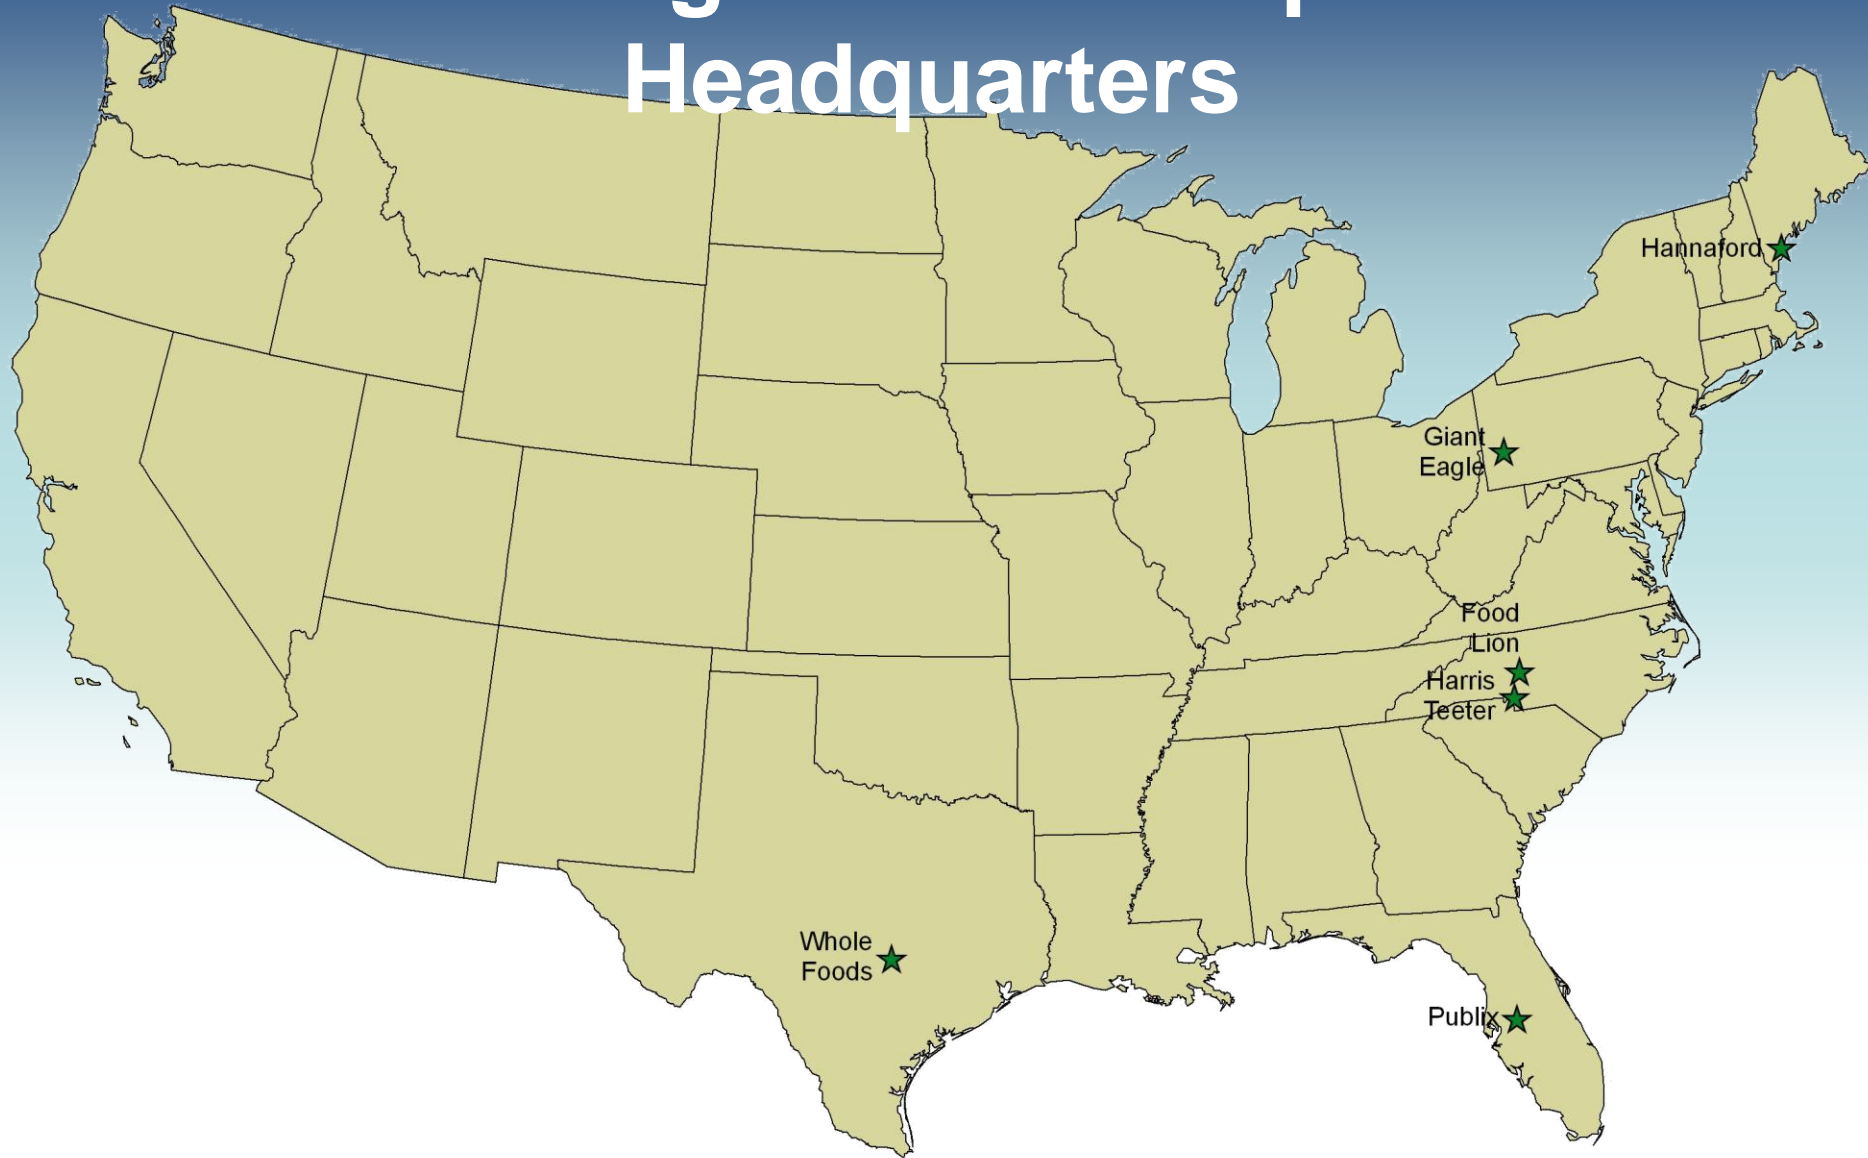 Headquarters
Hannaford
Giant
Eagle
Food
Lion
Harris
Teeter
Whole
Foods
Publix